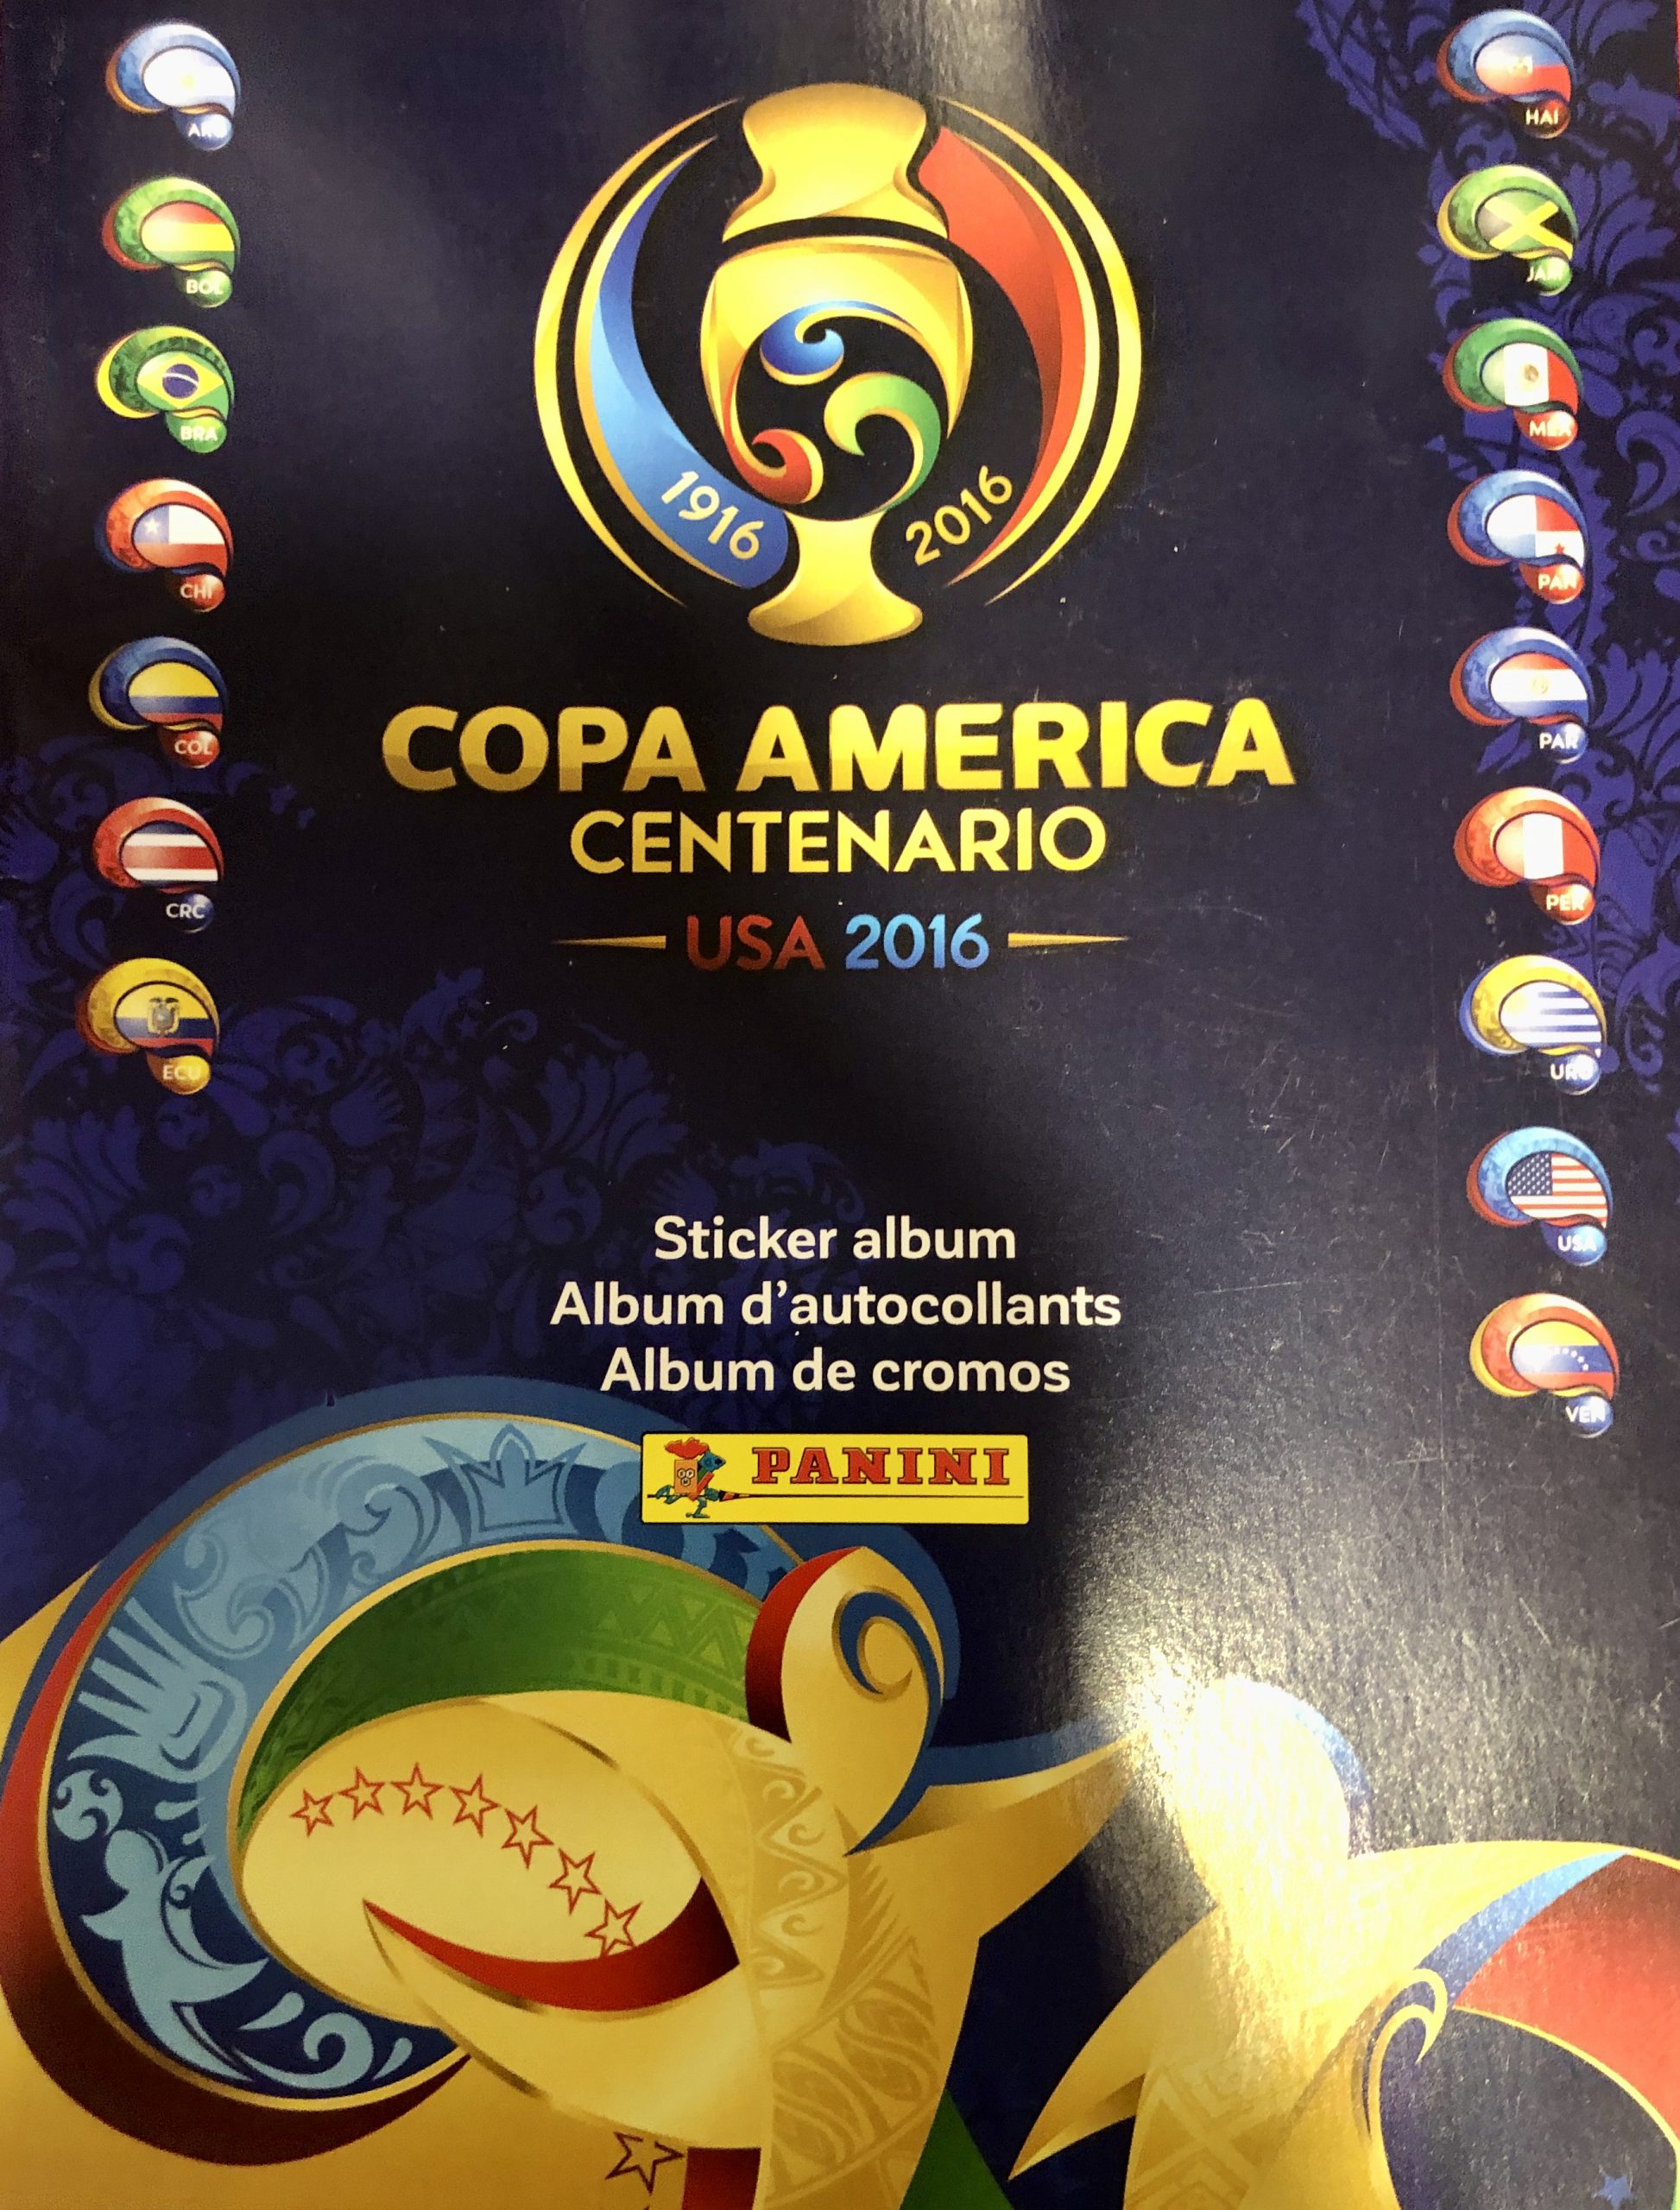 ARG
BOL
BRA
CHI
COL
CRC
ECU
1916
2016
COPA AMERICA
CENTENARIO
USA 2016
Sticker album
Album d'autocollants
Album de cromos
PANINI
HAI
JAM
MEX
PAN
PAR
PER
URU
USA
VEN